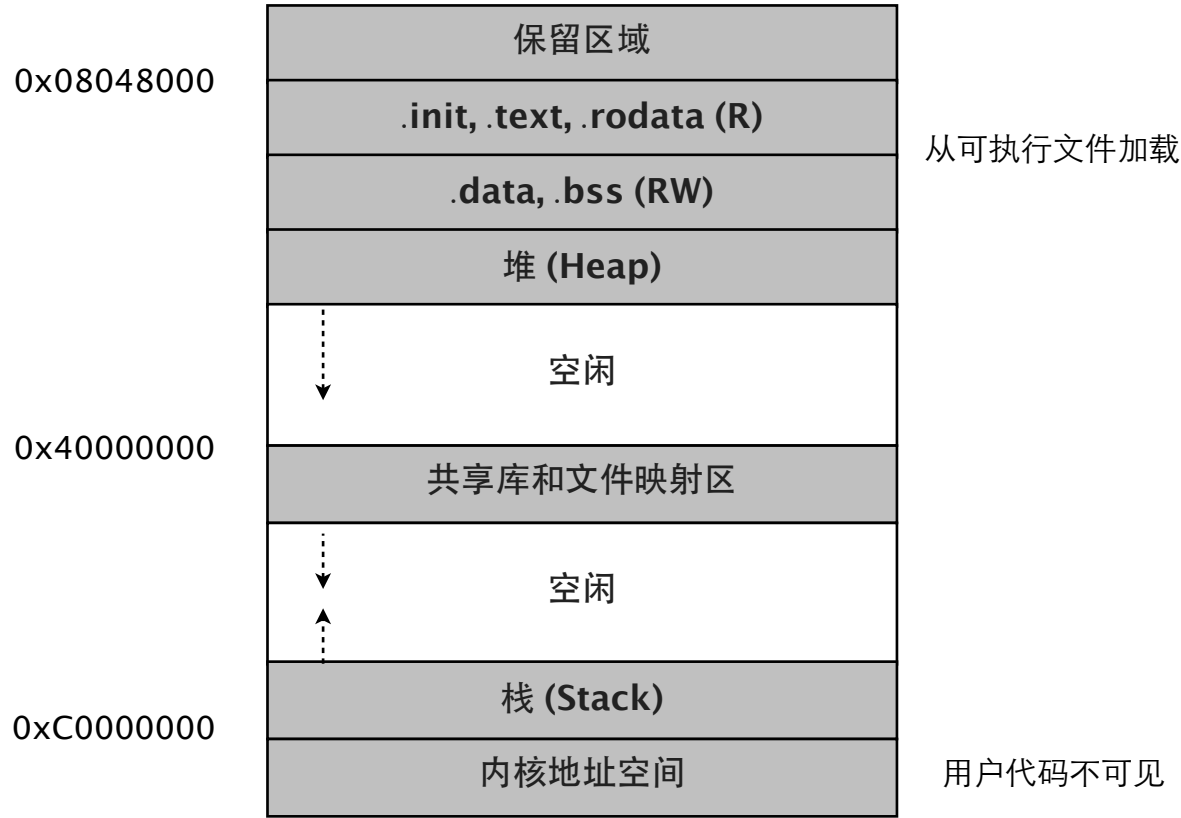 保留区域
0x08048000
.init, .text, .rodata (R)
从可执行文件加载
.data, .bss (RW)
堆 (Heap)
空闲
0x40000000
共享库和文件映射区
空闲
栈 (Stack)
0xC0000000
内核地址空间
用户代码不可见